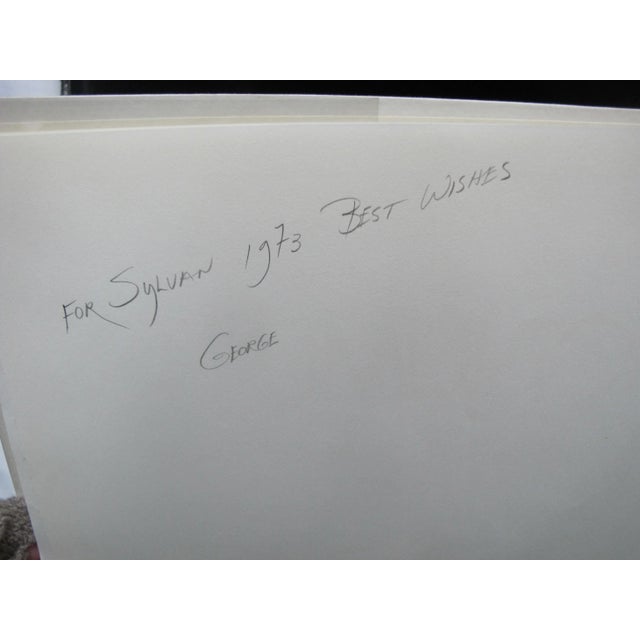 FOR SYLVAN 1973 BEST WISHES
GEORGE